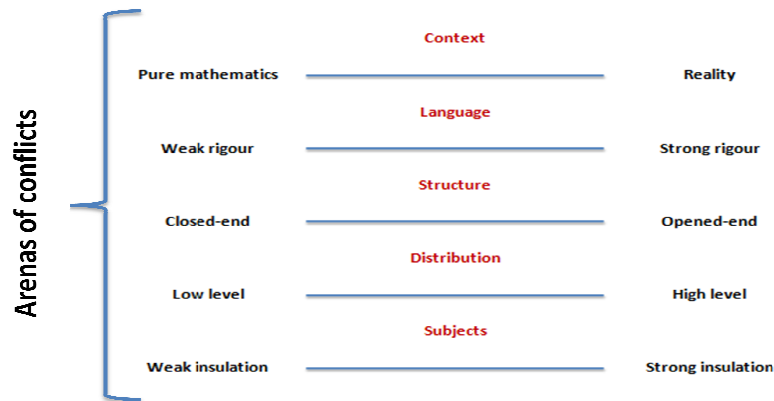 Arenas of conflicts
Context
Pure mathematics Reality
Language
Weak rigour Strong rigour
Structure
Closed-end Opened-end
Distribution
Low level High level
Subjects
Weak insulation Strong insulation